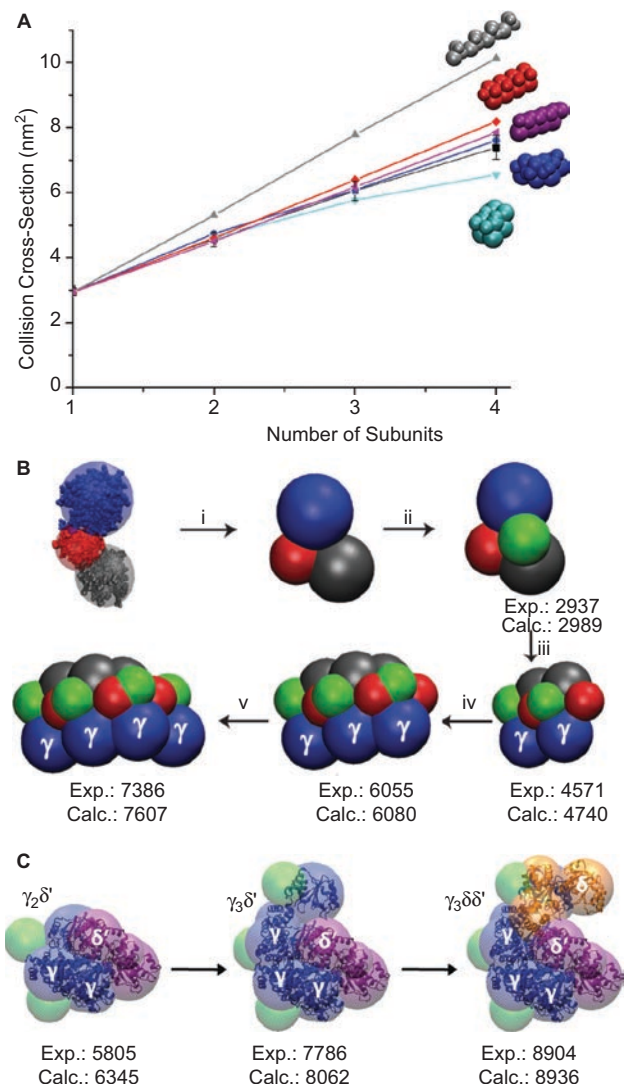 A
Collision Cross-Section (nm²)
10
8
6
4
2
0
1
2
3
4
Number of Subunits
B
i
ii
Exp.: 2937
Calc.: 2989
iii
v
iv
γ γ γ γ
γ γ γ
γ γ
Exp.: 7386
Exp.: 6055
Exp.: 4571
Calc.: 7607
Calc.: 6080
Calc.: 4740
C
γ₂δ'
γ₃δ'
γ₃δδ'
δ'
γ γ
γ
δ'
γ γ
δ
γ
δ'
γ γ
Exp.: 5805
Exp.: 7786
Exp.: 8904
Calc.: 6345
Calc.: 8062
Calc.: 8936